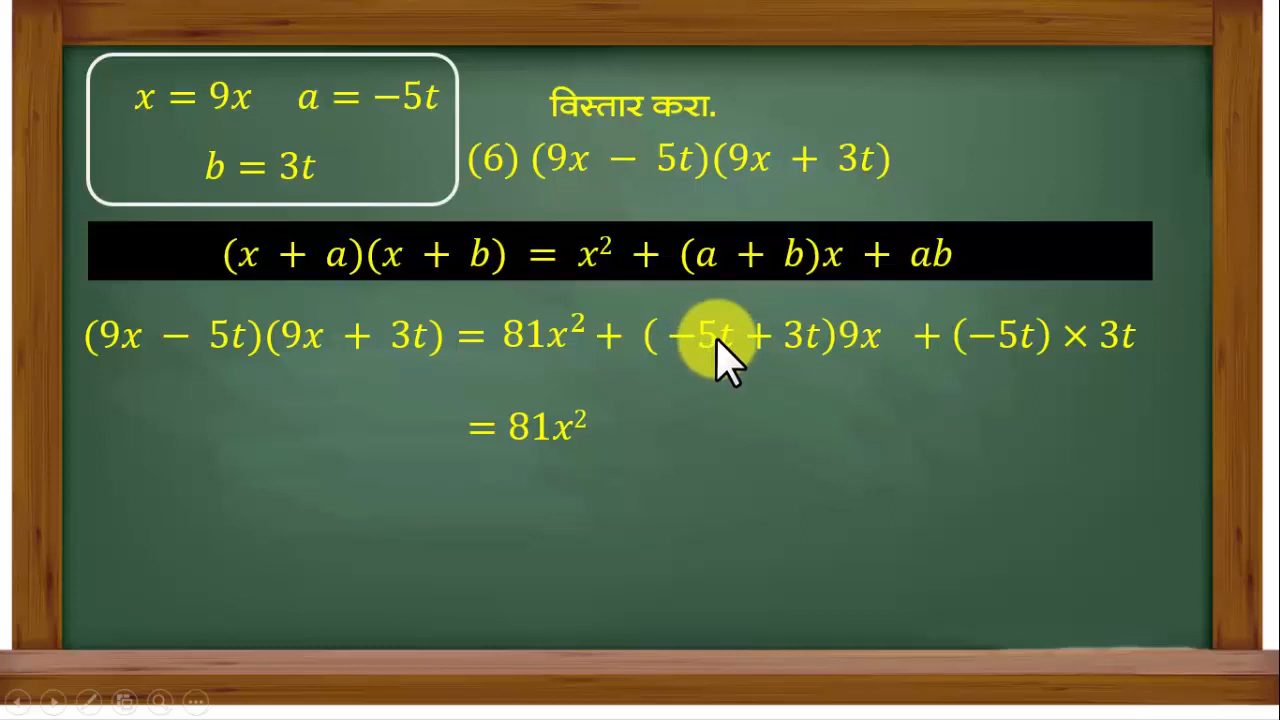 x = 9x a = −5t
b = 3t
विस्तार करा.
(6) (9x − 5t)(9x + 3t)
(x + a)(x + b) = x² + (a + b)x + ab
(9x − 5t)(9x + 3t) = 81x² + (−5t + 3t)9x + (−5t) × 3t
= 81x²